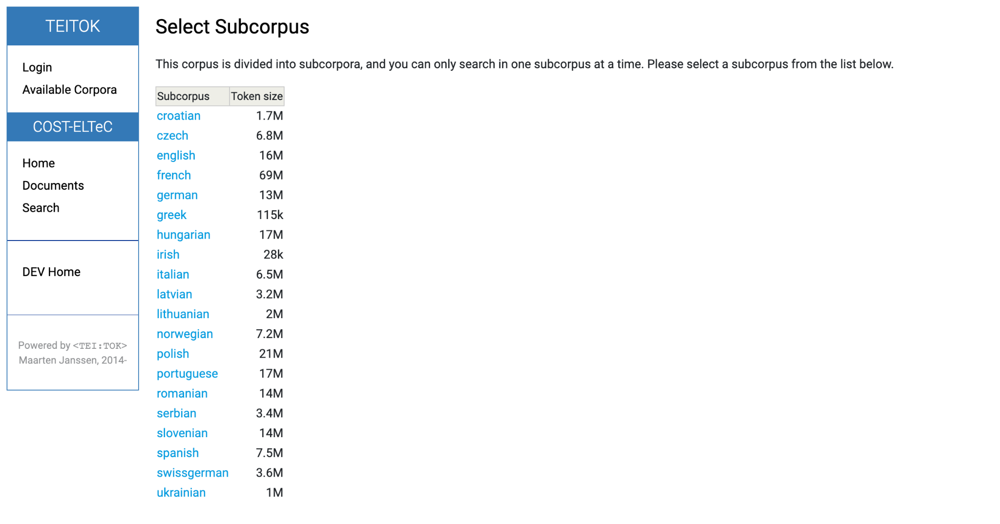 TEITOK
Login
Available Corpora
COST-ELTeC
Home
Documents
Search
DEV Home
Powered by <TEI:TOK>
Maarten Janssen, 2014-
Select Subcorpus
This corpus is divided into subcorpora, and you can only search in one subcorpus at a time. Please select a subcorpus from the list below.
Subcorpus Token size
croatian 1.7M
czech 6.8M
english 16M
french 69M
german 13M
greek 115k
hungarian 17M
irish 28k
italian 6.5M
latvian 3.2M
lithuanian 2M
norwegian 7.2M
polish 21M
portuguese 17M
romanian 14M
serbian 3.4M
slovenian 14M
spanish 7.5M
swissgerman 3.6M
ukrainian 1M